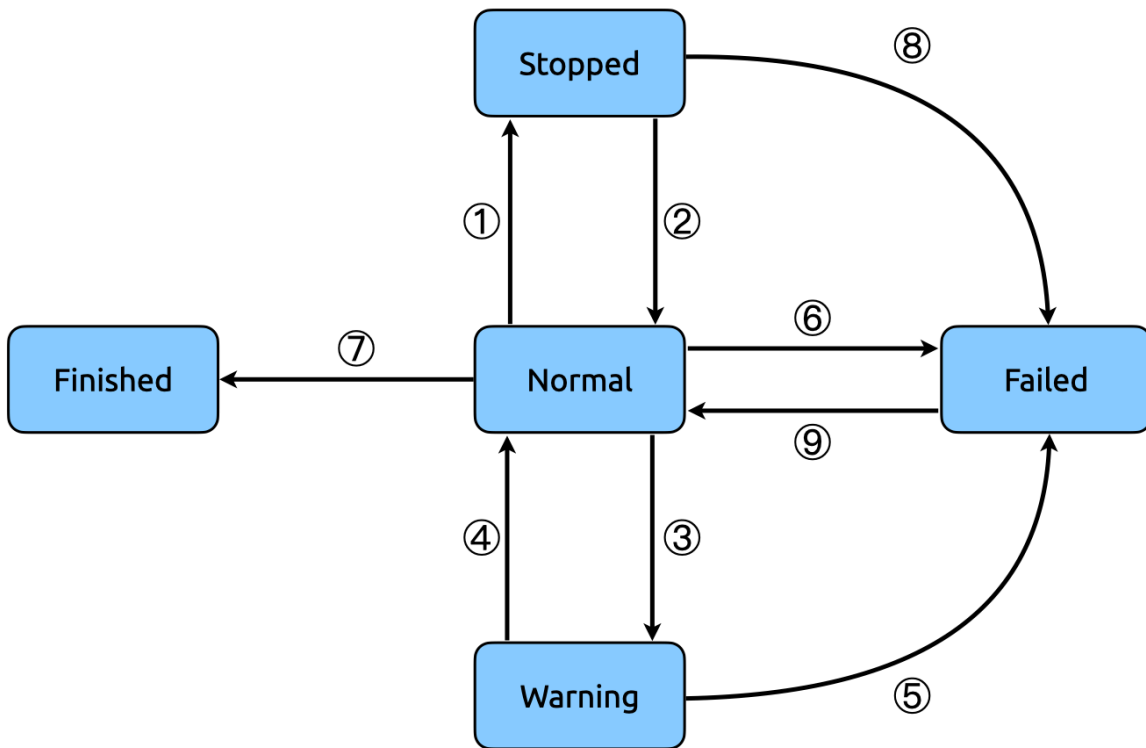 Stopped
⑧
①
②
⑥
⑦
Finished
Normal
Failed
⑨
④
③
Warning
⑤